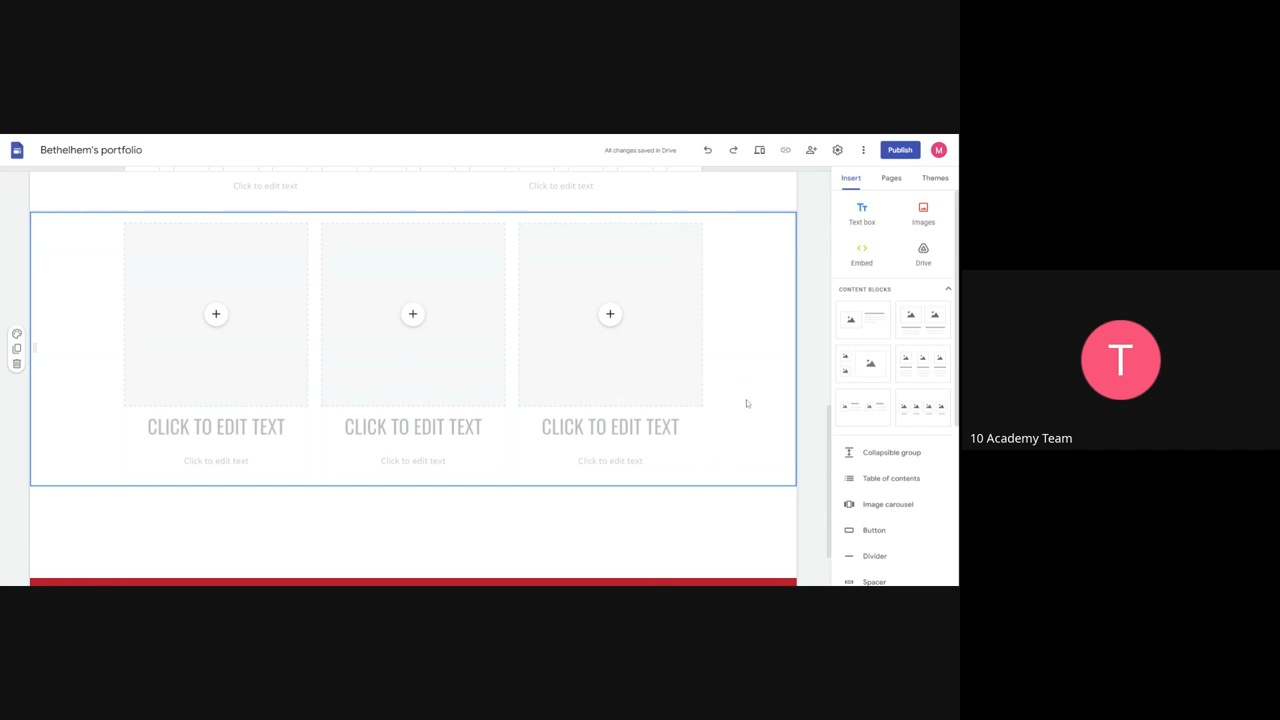 Bethelhem's portfolio
All changes saved in Drive
Publish
M
Insert
Pages
Themes
Click to edit text
Click to edit text
Tт Text box
Images
Embed
Drive
CONTENT BLOCKS
CLICK TO EDIT TEXT
CLICK TO EDIT TEXT
CLICK TO EDIT TEXT
Click to edit text
Click to edit text
Click to edit text
Collapsible group
Table of contents
Image carousel
Button
Divider
Spacer
T
10 Academy Team